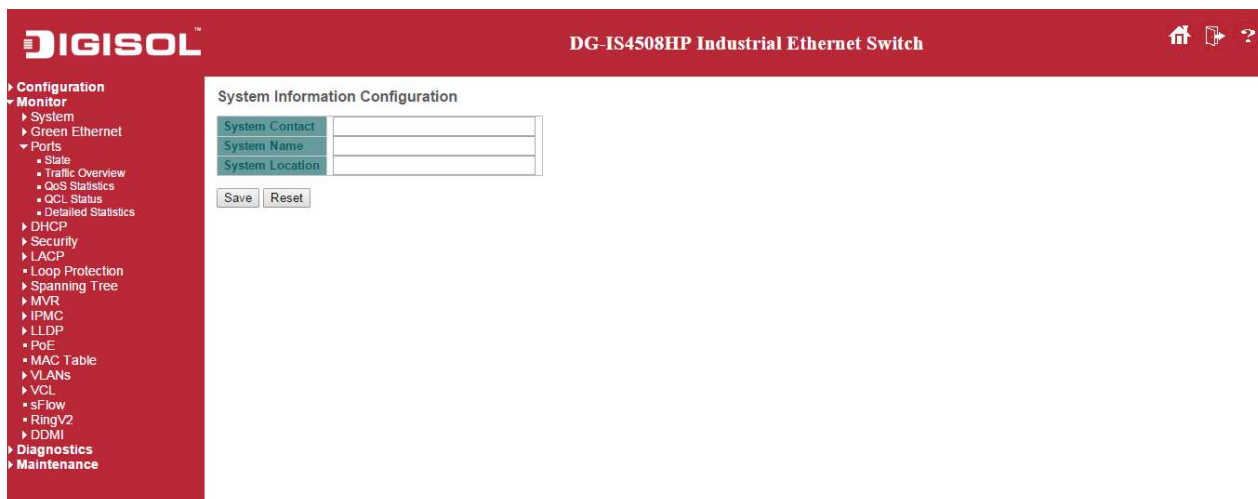 DIGISOL™
DG-IS4508HP Industrial Ethernet Switch
?
Configuration
Monitor
System
Green Ethernet
Ports
State
Traffic Overview
QoS Statistics
QCL Status
Detailed Statistics
DHCP
Security
LACP
Loop Protection
Spanning Tree
MVR
IPMC
LLDP
PoE
MAC Table
VLANs
VCL
sFlow
RingV2
DDMI
Diagnostics
Maintenance
System Information Configuration
System Contact
System Name
System Location
Save Reset